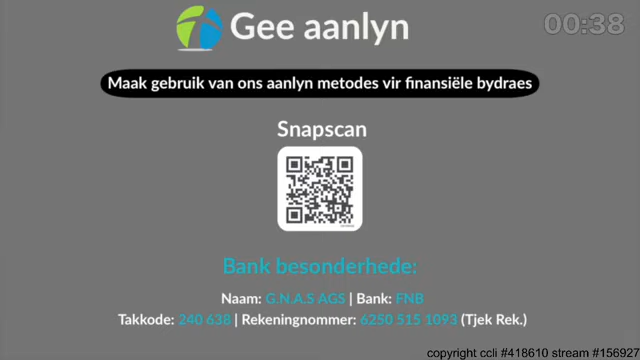 00:38
Gee aanlyn
Maak gebruik van ons aanlyn metodes vir finansiële bydraes
Snapscan
Bank besonderhede:
Naam: G.N.A.S AGS | Bank: FNB
Takkode: 240 638 | Rekeningnommer: 6250 515 1093 (Tjek Rek.)
copyright ccli #418610 stream #156927